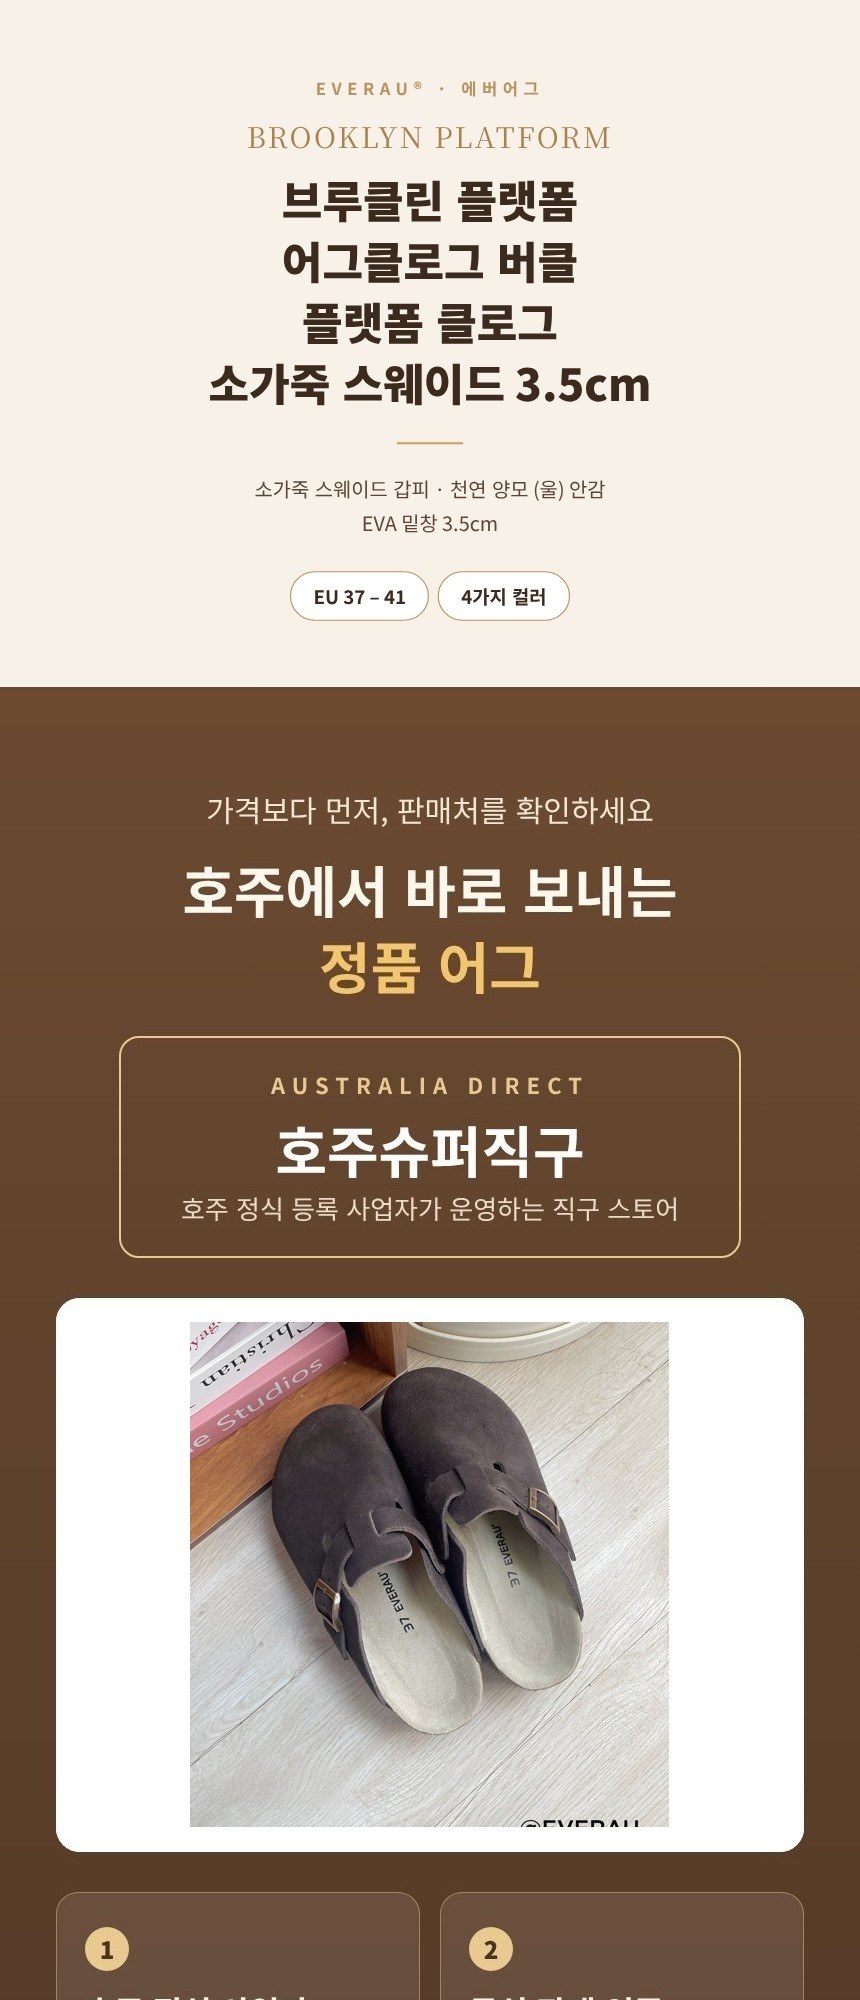 EVERAU® · 에버어그
BROOKLYN PLATFORM
브루클린 플랫폼
어그클로그 버클
플랫폼 클로그
소가죽 스웨이드 3.5cm
소가죽 스웨이드 갑피 · 천연 양모 (울) 안감
EVA 밑창 3.5cm
EU 37 – 41
4가지 컬러
가격보다 먼저, 판매처를 확인하세요
호주에서 바로 보내는
정품 어그
AUSTRALIA DIRECT
호주슈퍼직구
호주 정식 등록 사업자가 운영하는 직구 스토어
Christian
Studios
37 EVERAU
37 EVERAU
@EVERAU
1
2